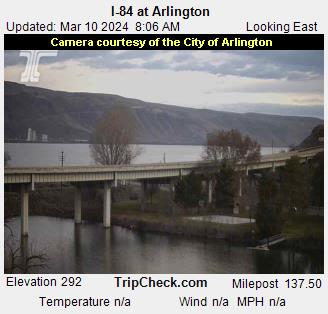 I-84 at Arlington
Updated: Mar 10 2024 8:06 AM Looking East
Camera courtesy of the City of Arlington
Elevation 292 TripCheck.com Milepost 137.50
Temperature n/a Wind n/a MPH n/a